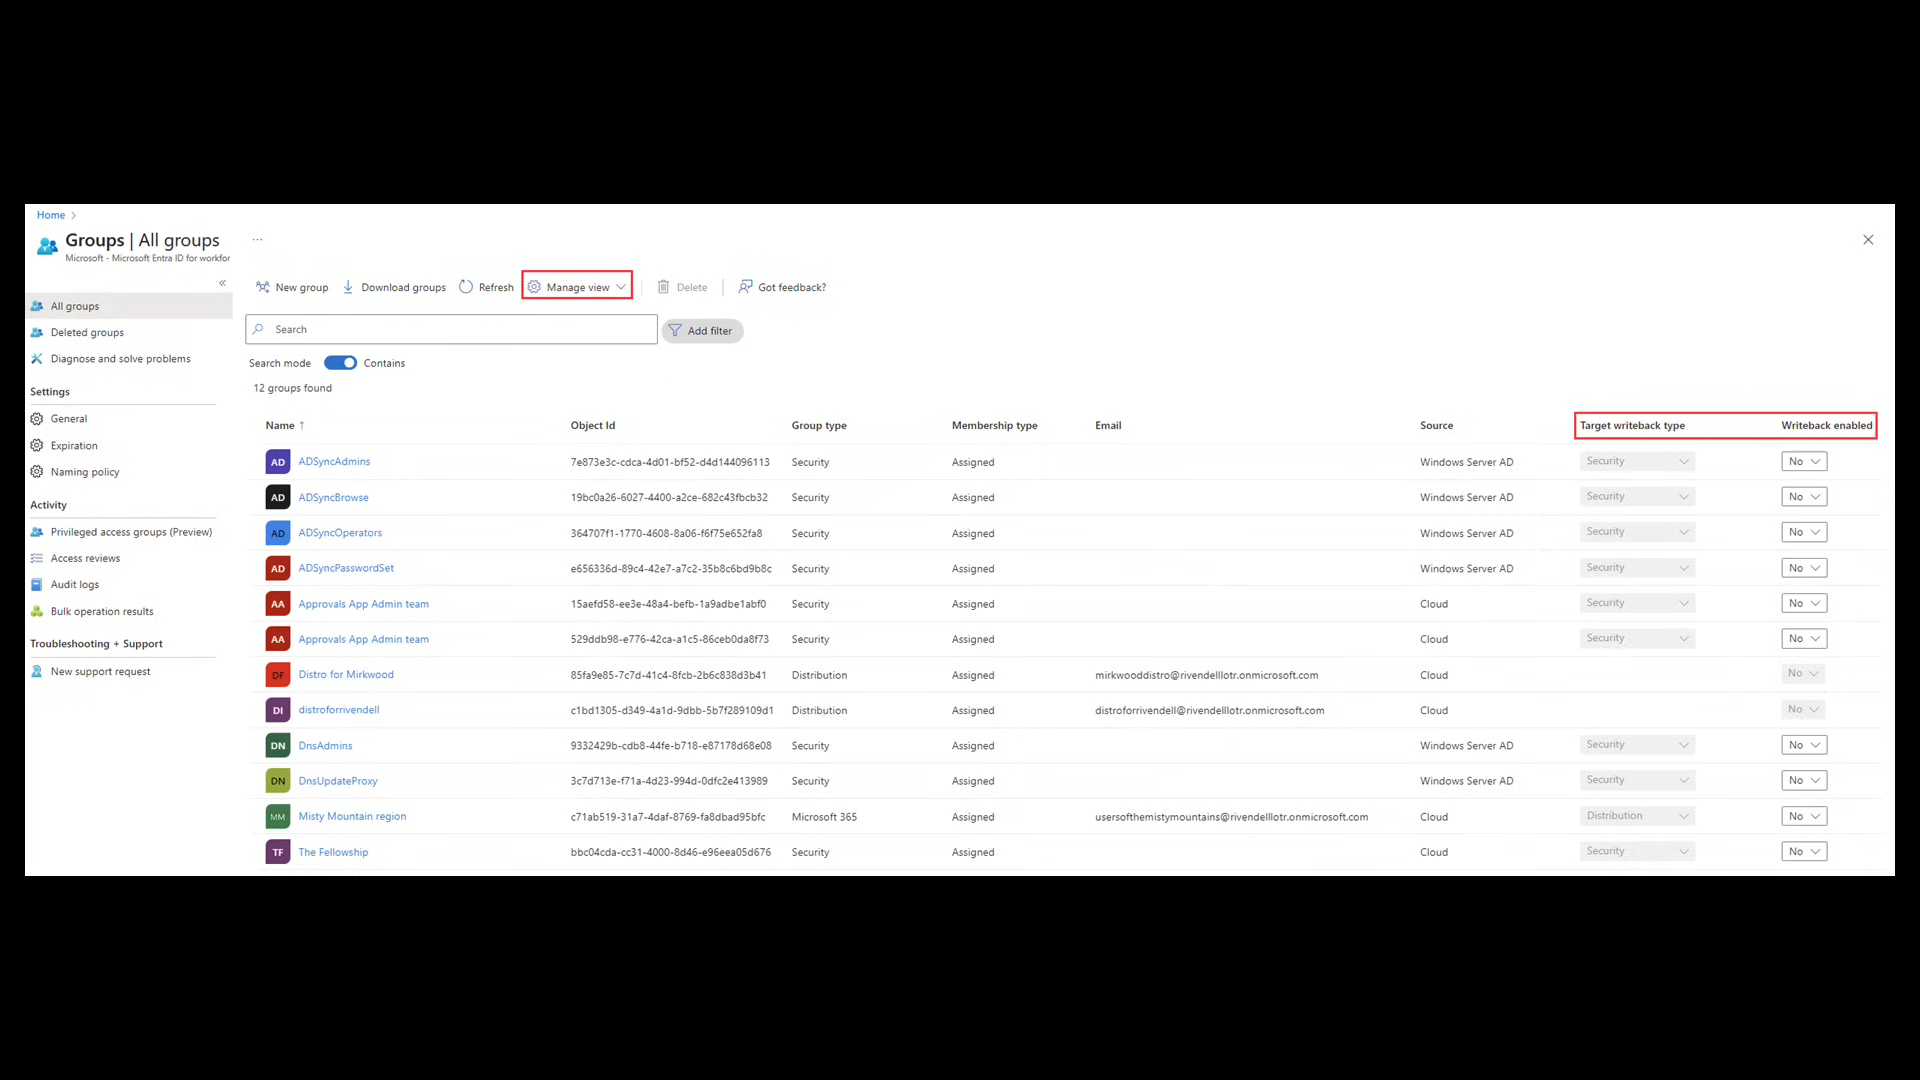 Home
Groups | All groups
...
Microsoft - Microsoft Entra ID for workfor
«
New group
Download groups
Refresh
Manage view
Delete
Got feedback?
All groups
Deleted groups
Diagnose and solve problems
Settings
General
Expiration
Naming policy
Activity
Privileged access groups (Preview)
Access reviews
Audit logs
Bulk operation results
Troubleshooting + Support
New support request
Search
Add filter
Search mode Contains
12 groups found
Name ↑ Object Id Group type Membership type Email Source Target writeback type Writeback enabled
AD ADSyncAdmins 7e873e3c-cdca-4d01-bf52-d4d144096113 Security Assigned Windows Server AD Security No
AD ADSyncBrowse 19bc0a26-6027-4400-a2ce-682c43fbcb32 Security Assigned Windows Server AD Security No
AD ADSyncOperators 364707f1-1770-4608-8a06-f6f75e652fa8 Security Assigned Windows Server AD Security No
AD ADSyncPasswordSet e656336d-89c4-42e7-a7c2-35b8c6bd9b8c Security Assigned Windows Server AD Security No
AA Approvals App Admin team 15aefd58-ee3e-48a4-befb-1a9adbe1abf0 Security Assigned Cloud Security No
AA Approvals App Admin team 529ddb98-e776-42ca-a1c5-86ceb0da8f73 Security Assigned Cloud Security No
DF Distro for Mirkwood 85fa9e85-7c7d-41c4-8fcb-2b6c838d3b41 Distribution Assigned mirkwooddistro@rivendelllotr.onmicrosoft.com Cloud No
DI distroforrivendell c1bd1305-d349-4a1d-9dbb-5b7f289109d1 Distribution Assigned distroforrivendell@rivendelllotr.onmicrosoft.com Cloud No
DN DnsAdmins 9332429b-cdb8-44fe-b718-e87178d68e08 Security Assigned Windows Server AD Security No
DN DnsUpdateProxy 3c7d713e-f71a-4d23-994d-0dfc2e413989 Security Assigned Windows Server AD Security No
MM Misty Mountain region c71ab519-31a7-4daf-8769-fa8dbad95bfc Microsoft 365 Assigned usersofthemistymountains@rivendelllotr.onmicrosoft.com Cloud Distribution No
TF The Fellowship bbc04cda-cc31-4000-8d46-e96eea05d676 Security Assigned Cloud Security No